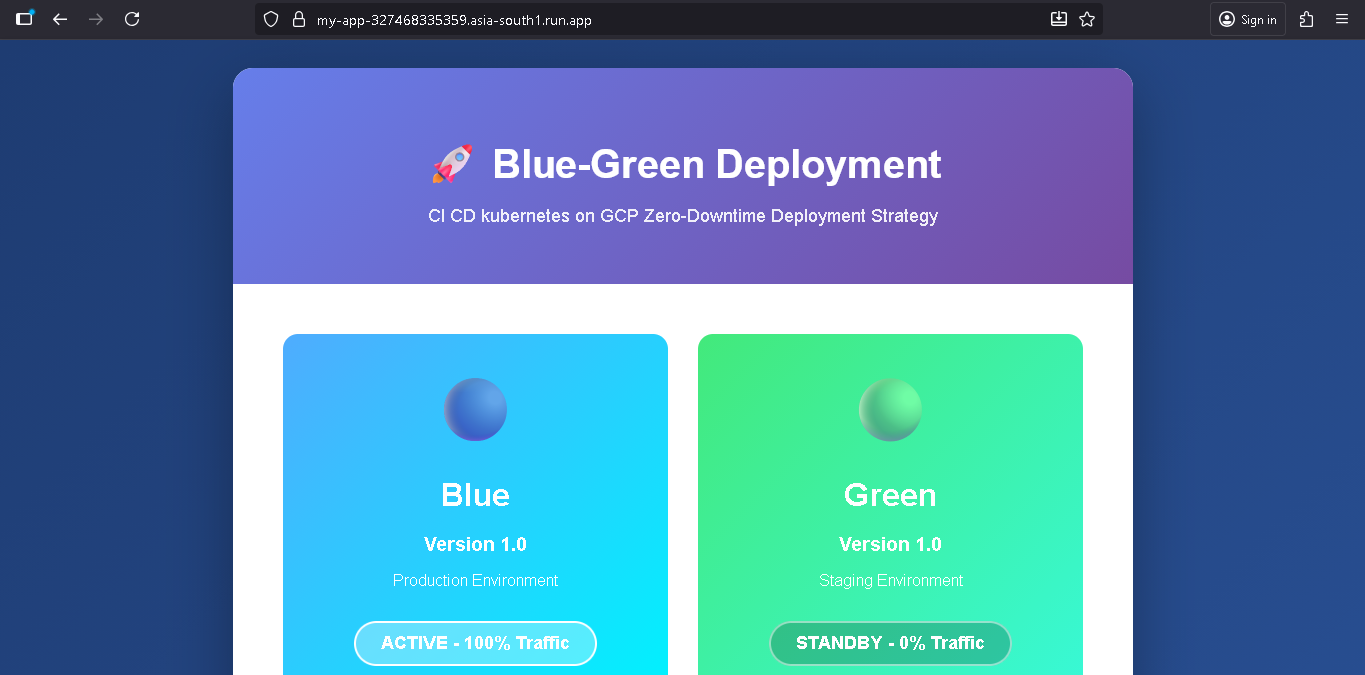 my-app-327468335359.asia-south1.run.app
Sign in
🚀 Blue-Green Deployment
CI CD kubernetes on GCP Zero-Downtime Deployment Strategy
Blue
Version 1.0
Production Environment
ACTIVE - 100% Traffic
Green
Version 1.0
Staging Environment
STANDBY - 0% Traffic